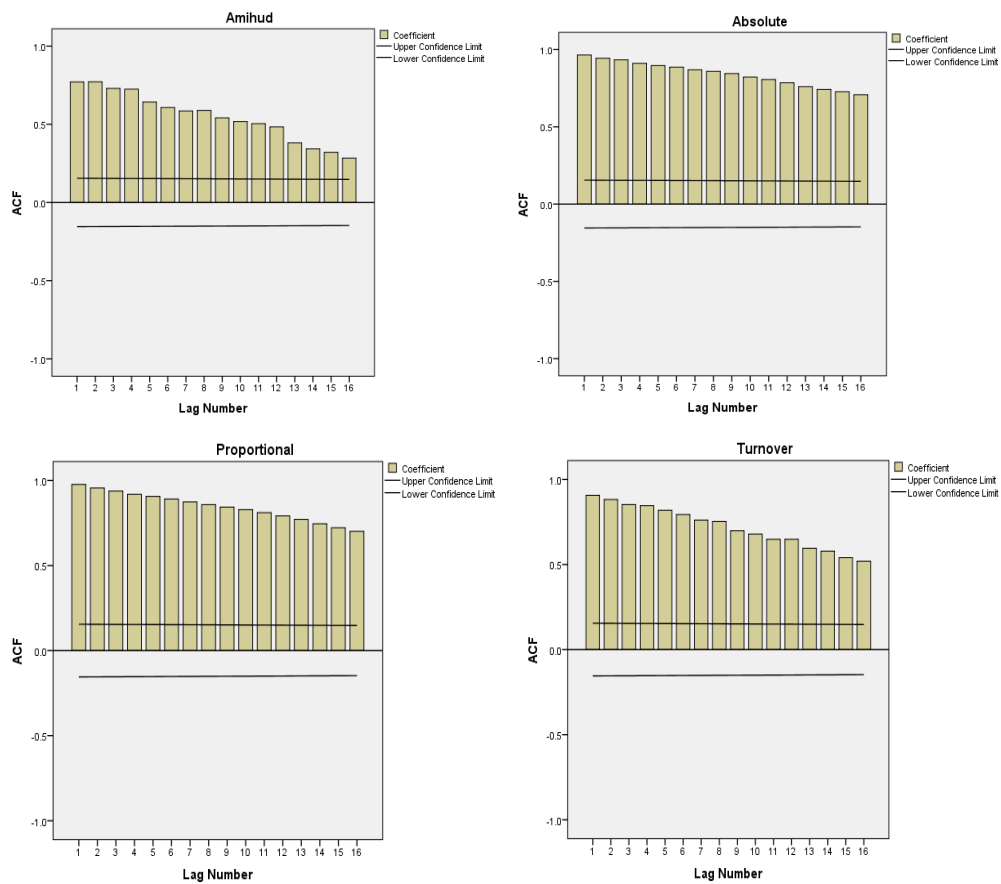 Amihud
Coefficient
Upper Confidence Limit
Lower Confidence Limit
1.0
0.5
0.0
-0.5
-1.0
ACF
1 2 3 4 5 6 7 8 9 10 11 12 13 14 15 16
Lag Number
Absolute
Coefficient
Upper Confidence Limit
Lower Confidence Limit
1.0
0.5
0.0
-0.5
-1.0
ACF
1 2 3 4 5 6 7 8 9 10 11 12 13 14 15 16
Lag Number
Proportional
Coefficient
Upper Confidence Limit
Lower Confidence Limit
1.0
0.5
0.0
-0.5
-1.0
ACF
1 2 3 4 5 6 7 8 9 10 11 12 13 14 15 16
Lag Number
Turnover
Coefficient
Upper Confidence Limit
Lower Confidence Limit
1.0
0.5
0.0
-0.5
-1.0
ACF
1 2 3 4 5 6 7 8 9 10 11 12 13 14 15 16
Lag Number